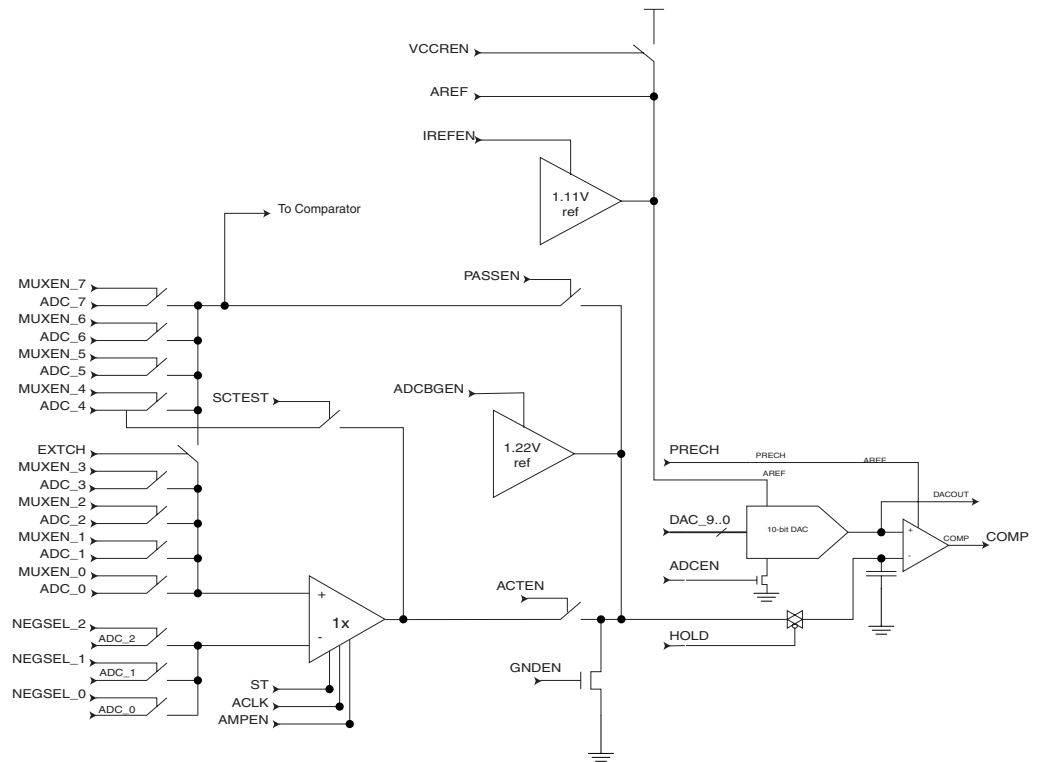 VCCREN
AREF
IREFEN
1.11V
ref
To Comparator
PASSEN
MUXEN_7
ADC_7
MUXEN_6
ADC_6
MUXEN_5
ADC_5
MUXEN_4
ADC_4
SCTEST
ADCBGEN
1.22V
ref
EXTCH
MUXEN_3
ADC_3
MUXEN_2
ADC_2
MUXEN_1
ADC_1
MUXEN_0
ADC_0
PRECH
PRECH
AREF
AREF
DACOUT
DAC_9..0
10-bit DAC
+
-
COMP
COMP
ADCEN
ACTEN
+
1x
-
NEGSEL_2
ADC_2
NEGSEL_1
ADC_1
NEGSEL_0
ADC_0
HOLD
GNDEN
ST
ACLK
AMPEN